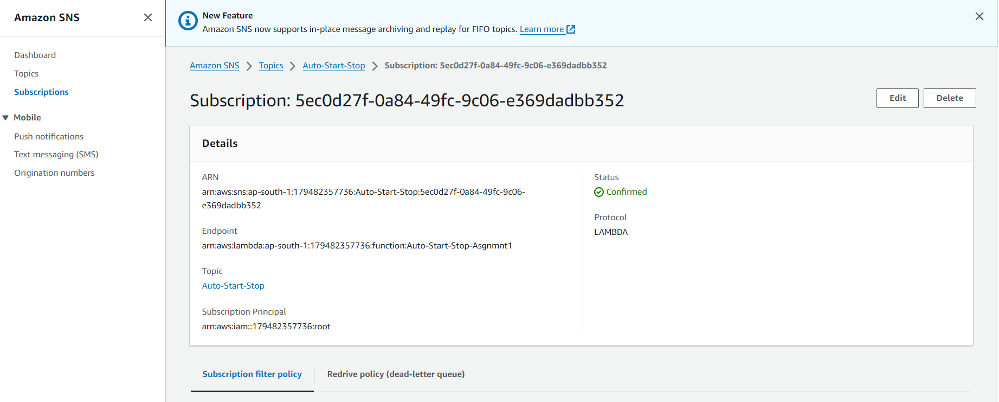 Amazon SNS
Dashboard
Topics
Subscriptions
Mobile
Push notifications
Text messaging (SMS)
Origination numbers
New Feature
Amazon SNS now supports in-place message archiving and replay for FIFO topics. Learn more
Amazon SNS > Topics > Auto-Start-Stop > Subscription: 5ec0d27f-0a84-49fc-9c06-e369dadbb352
Subscription: 5ec0d27f-0a84-49fc-9c06-e369dadbb352
Edit
Delete
Details
ARN
arn:aws:sns:ap-south-1:179482357736:Auto-Start-Stop:5ec0d27f-0a84-49fc-9c06-
e369dadbb352
Endpoint
arn:aws:lambda:ap-south-1:179482357736:function:Auto-Start-Stop-Asgnmnt1
Topic
Auto-Start-Stop
Subscription Principal
arn:aws:iam::179482357736:root
Status
Confirmed
Protocol
LAMBDA
Subscription filter policy
Redrive policy (dead-letter queue)